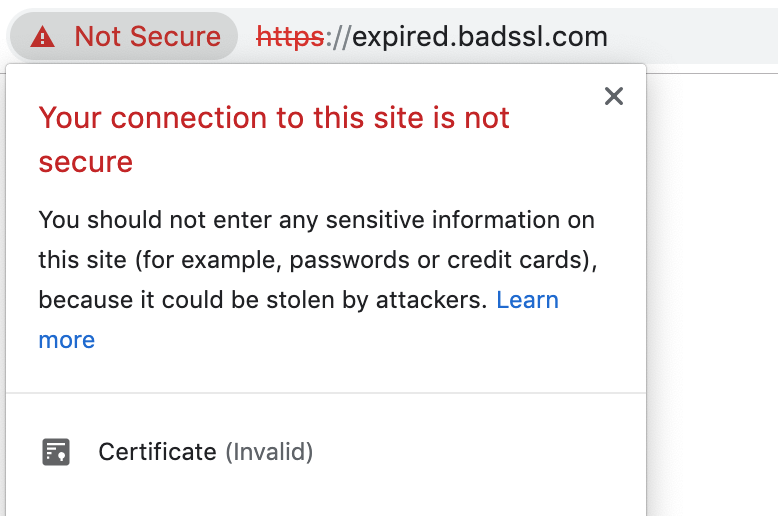 Not Secure https://expired.badssl.com
Your connection to this site is not
secure
You should not enter any sensitive information on
this site (for example, passwords or credit cards),
because it could be stolen by attackers. Learn
more
Certificate (Invalid)